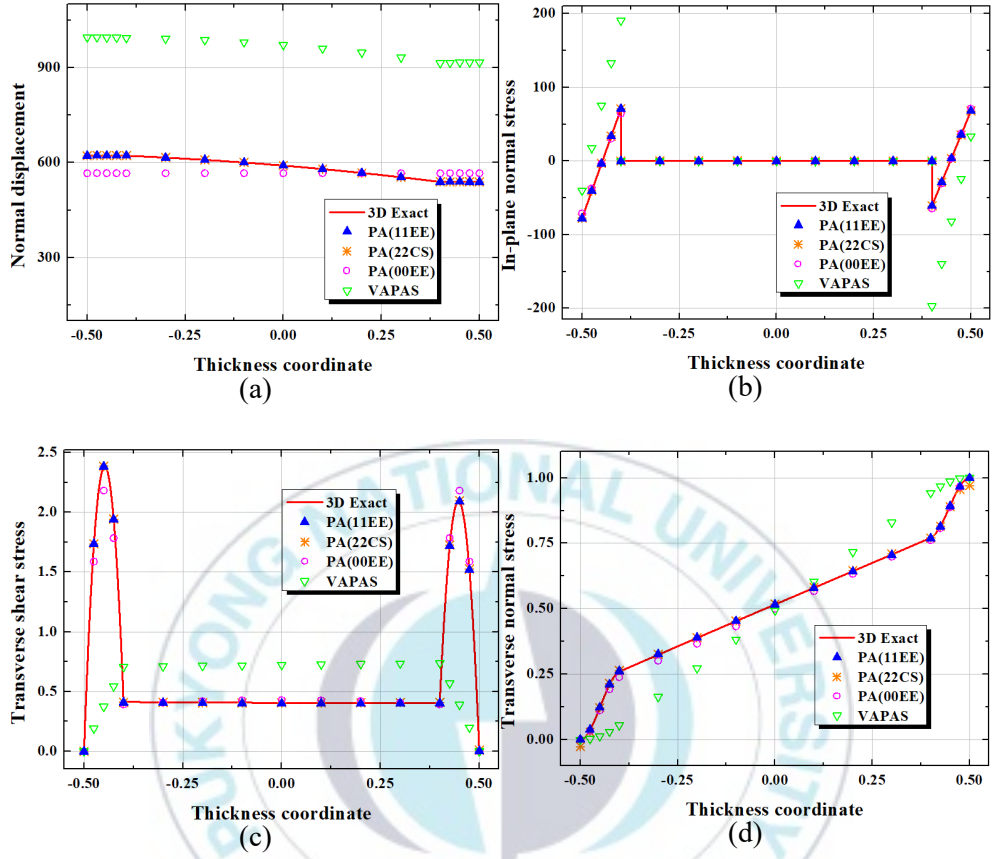 Normal displacement
900
600
300
3D Exact
PA(11EE)
PA(22CS)
PA(00EE)
VAPAS
-0.50 -0.25 0.00 0.25 0.50
Thickness coordinate
(a)
In-plane normal stress
200
100
0
-100
-200
3D Exact
PA(11EE)
PA(22CS)
PA(00EE)
VAPAS
-0.50 -0.25 0.00 0.25 0.50
Thickness coordinate
(b)
Transverse shear stress
2.5
2.0
1.5
1.0
0.5
0.0
3D Exact
PA(11EE)
PA(22CS)
PA(00EE)
VAPAS
-0.50 -0.25 0.00 0.25 0.50
Thickness coordinate
(c)
Transverse normal stress
1.00
0.75
0.50
0.25
0.00
3D Exact
PA(11EE)
PA(22CS)
PA(00EE)
VAPAS
-0.50 -0.25 0.00 0.25 0.50
Thickness coordinate
(d)
PUKYONG NATIONAL UNIVERSITY